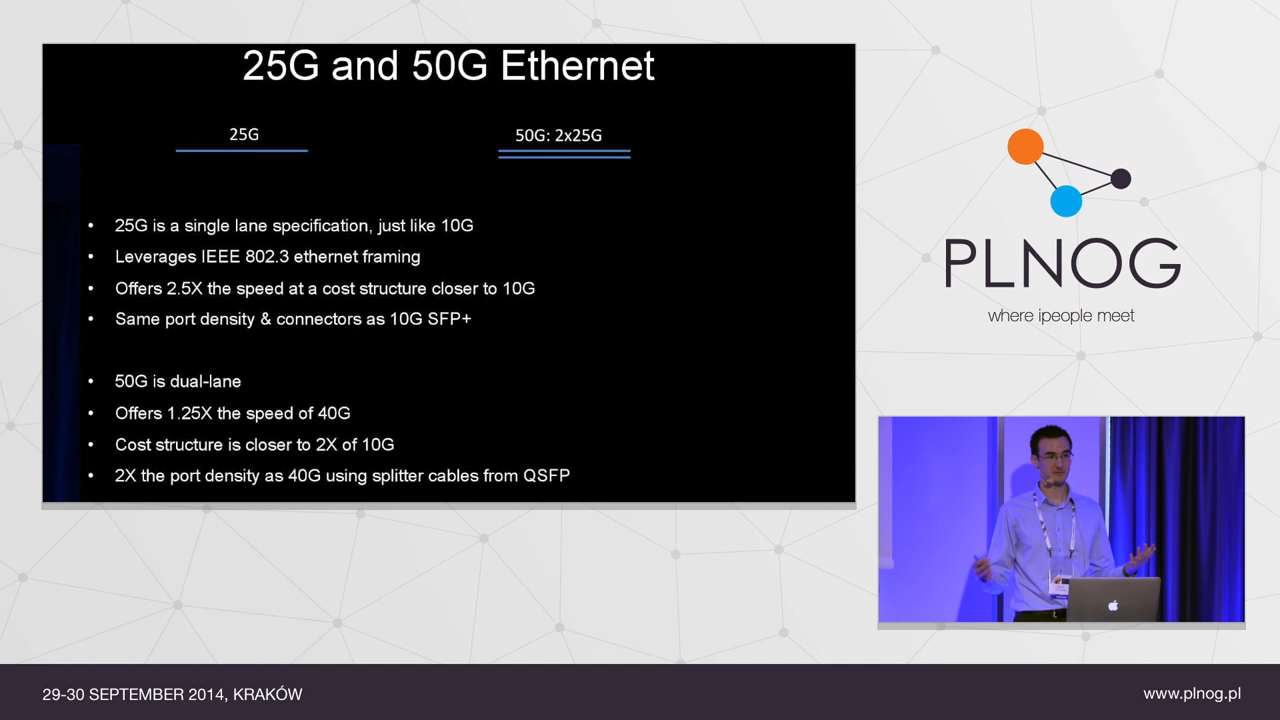 25G and 50G Ethernet
25G
50G: 2x25G
• 25G is a single lane specification, just like 10G
• Leverages IEEE 802.3 ethernet framing
• Offers 2.5X the speed at a cost structure closer to 10G
• Same port density & connectors as 10G SFP+
• 50G is dual-lane
• Offers 1.25X the speed of 40G
• Cost structure is closer to 2X of 10G
• 2X the port density as 40G using splitter cables from QSFP
PLNOG
where ipeople meet
29-30 SEPTEMBER 2014, KRAKÓW
www.plnog.pl